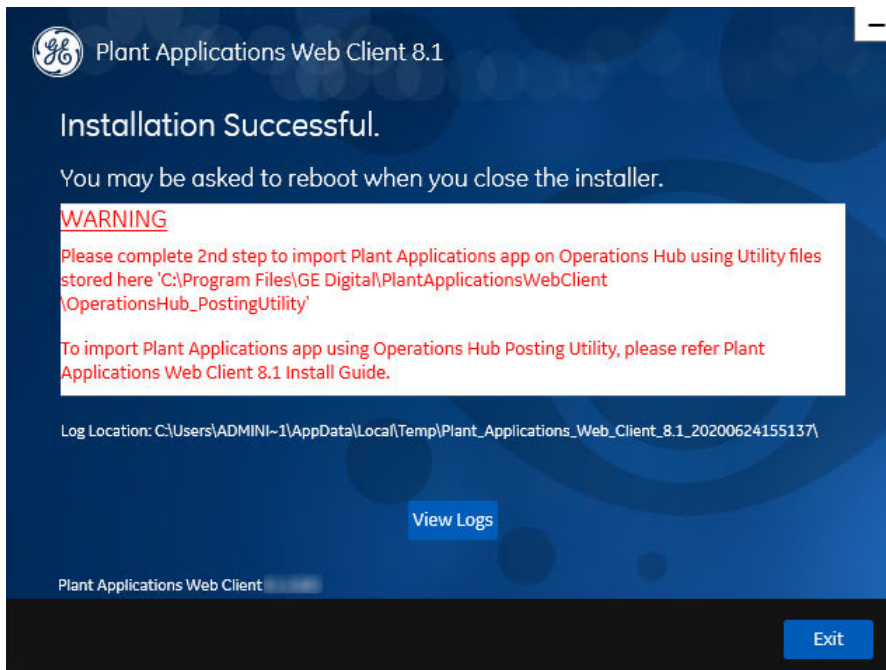 Plant Applications Web Client 8.1
Installation Successful.
You may be asked to reboot when you close the installer.
WARNING
Please complete 2nd step to import Plant Applications app on Operations Hub using Utility files
stored here 'C:\Program Files\GE Digital\PlantApplicationsWebClient
\OperationsHub_PostingUtility'
To import Plant Applications app using Operations Hub Posting Utility, please refer Plant
Applications Web Client 8.1 Install Guide.
Log Location: C:\Users\ADMINI~1\AppData\Local\Temp\Plant_Applications_Web_Client_8.1_20200624155137\
View Logs
Plant Applications Web Client
Exit